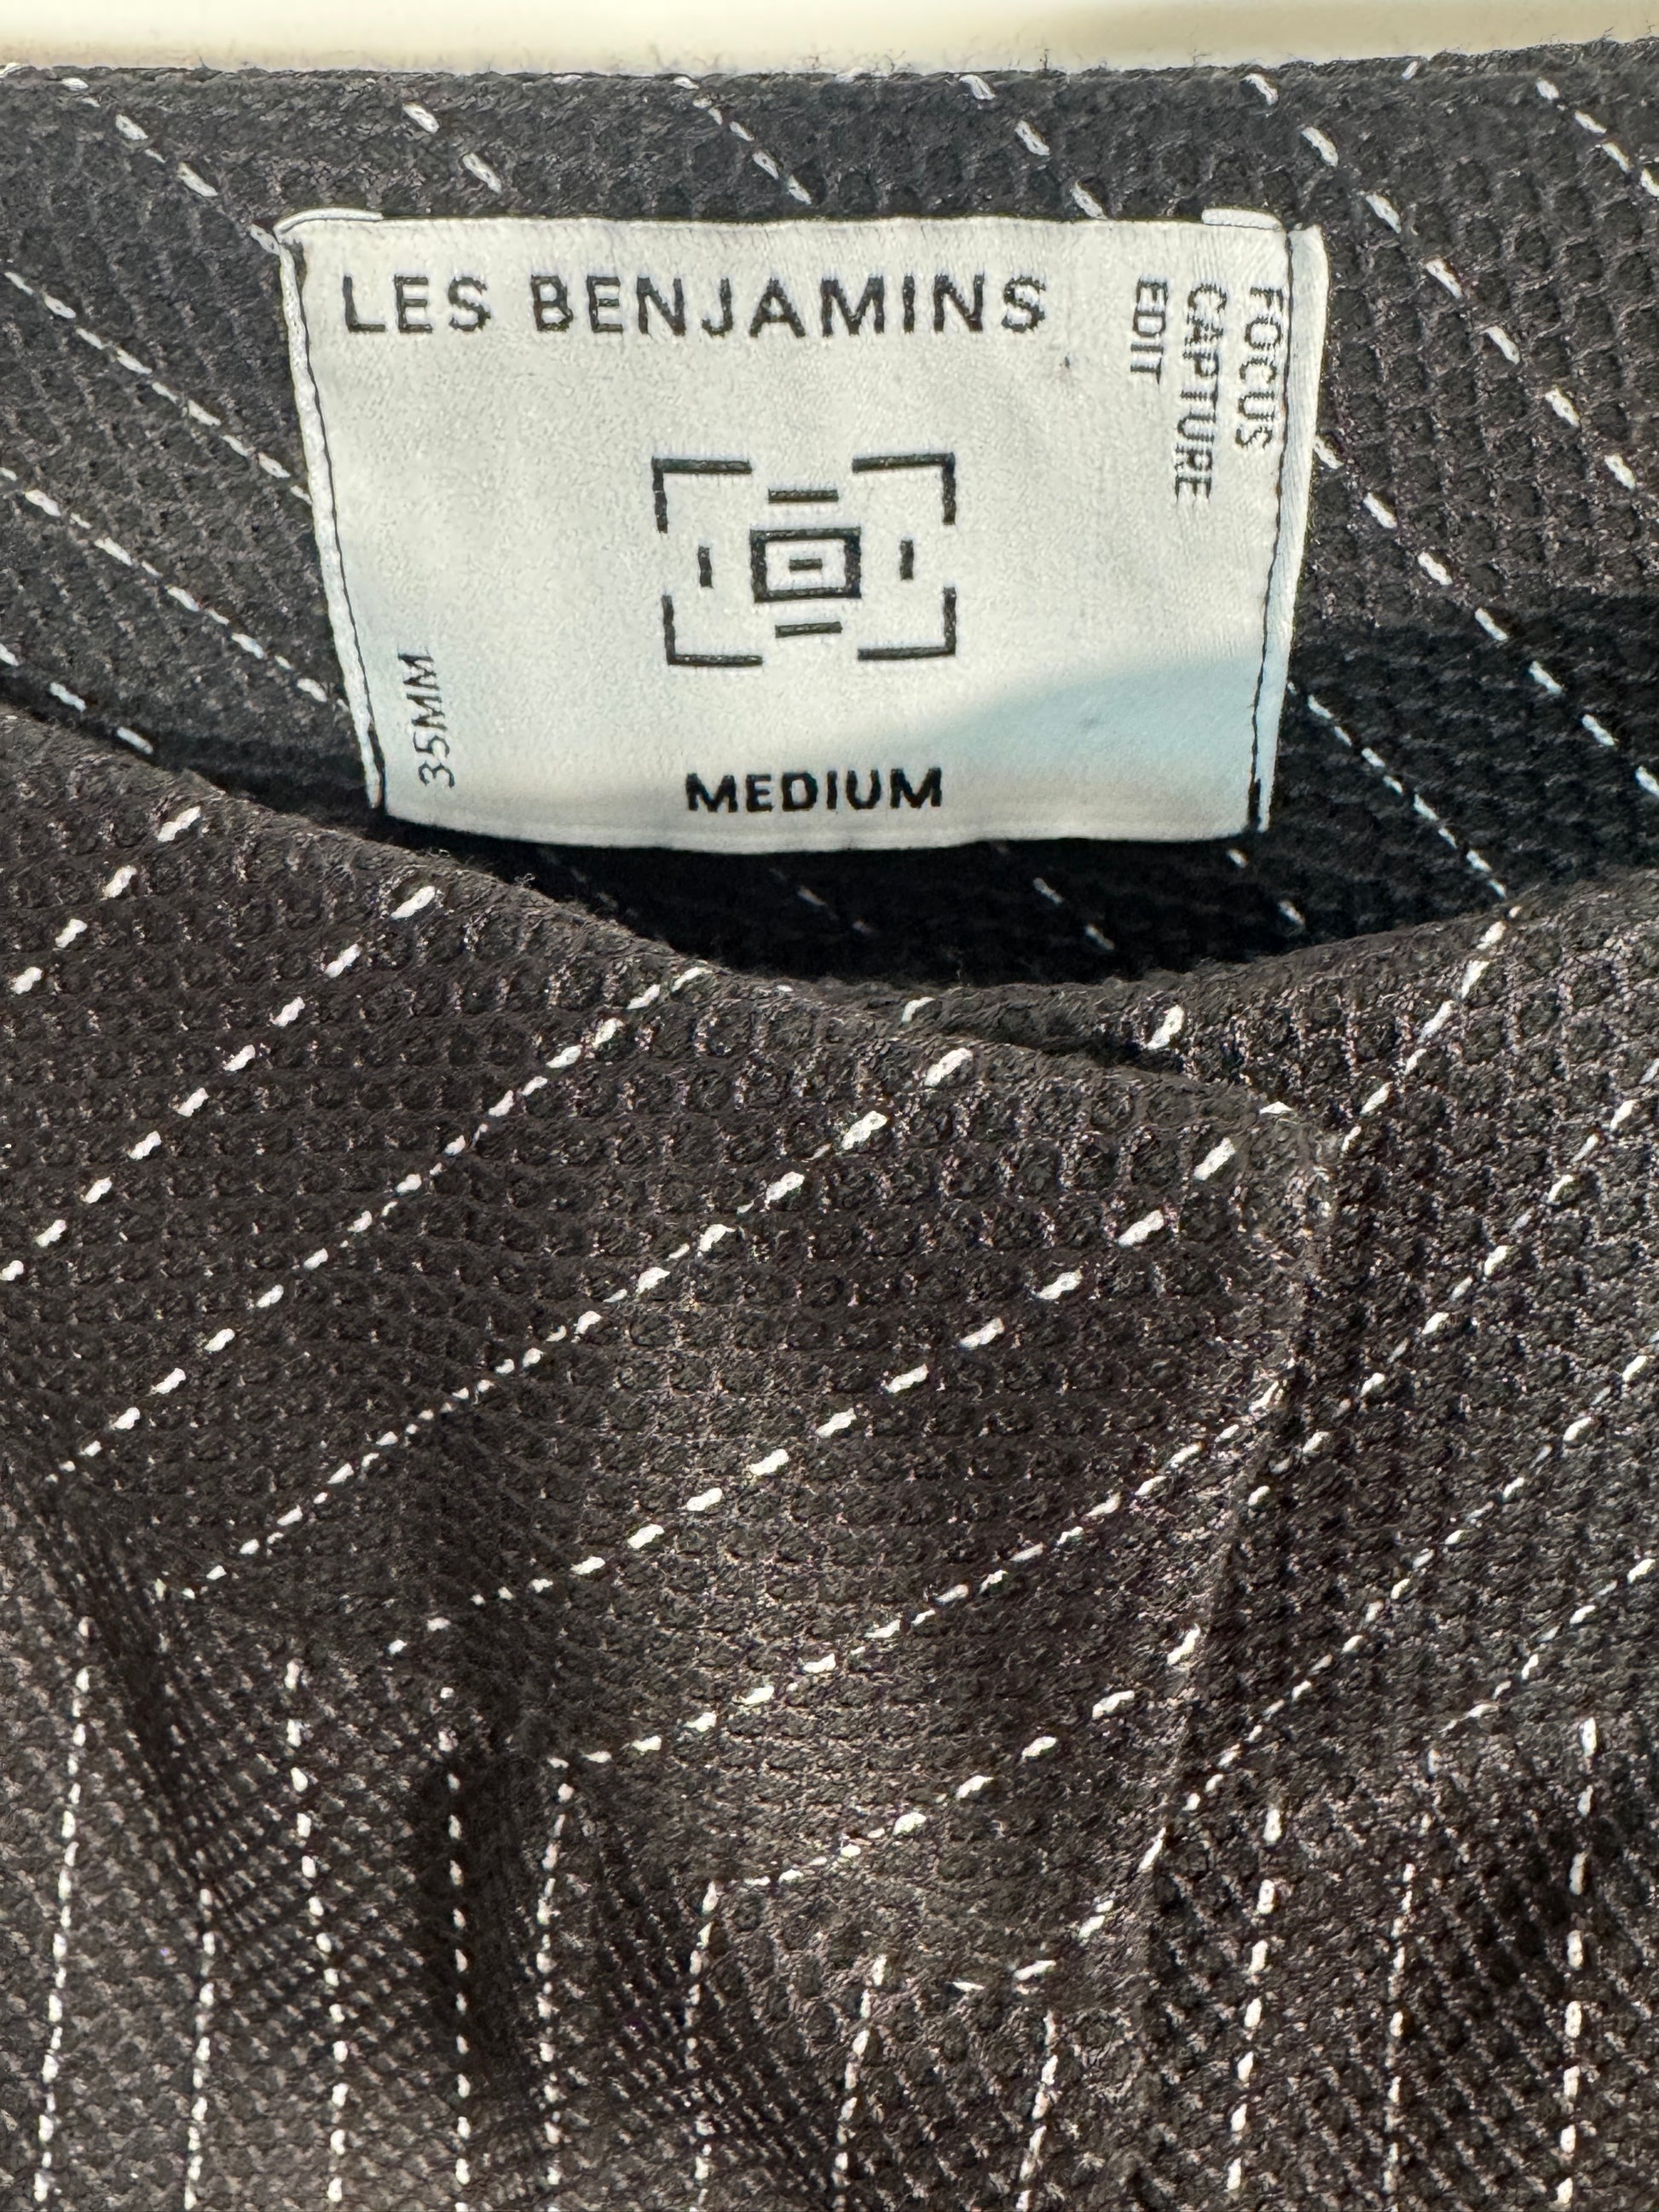 LES BENJAMINS
FOCUS
CAPTURE
EDIT
35MM
MEDIUM